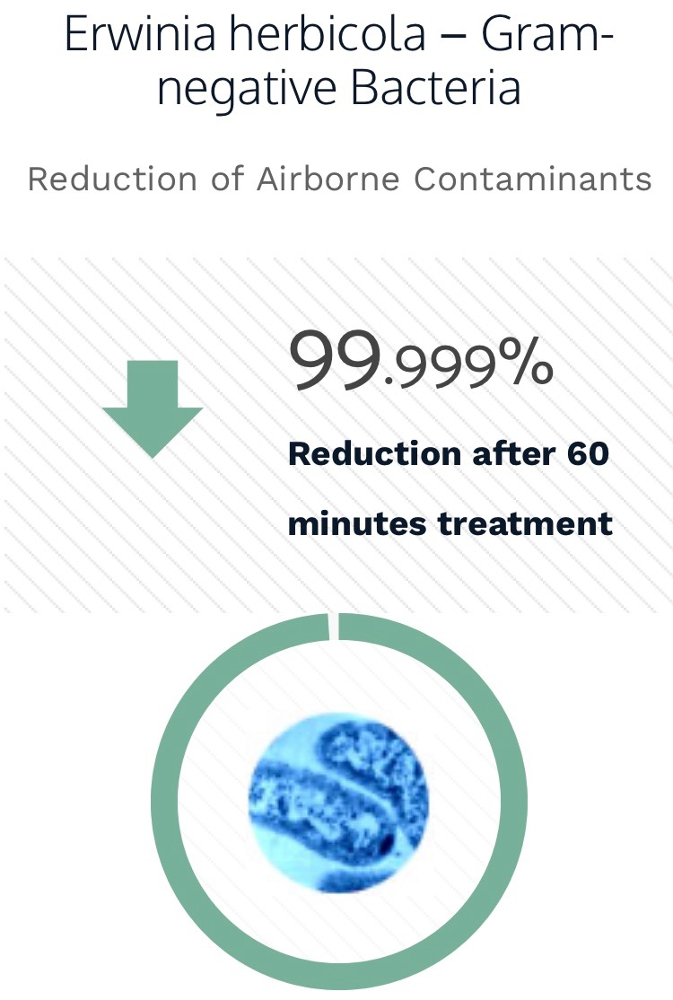 Erwinia herbicola – Gram-
negative Bacteria
Reduction of Airborne Contaminants
99.999%
Reduction after 60
minutes treatment